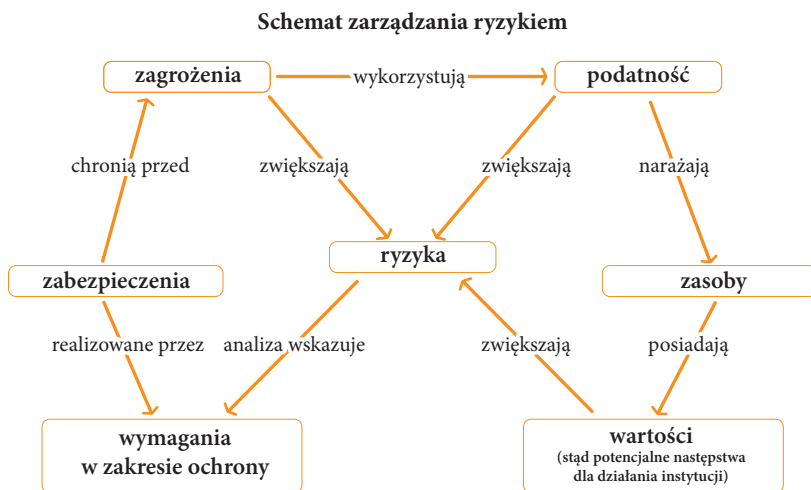 Schemat zarządzania ryzykiem
zagrożenia
wykorzystują
podatność
chronią przed
zwiększają
zwiększają
narażają
ryzyka
zabezpieczenia
zasoby
realizowane przez
analiza wskazuje
zwiększają
posiadają
wymagania
w zakresie ochrony
wartości
(stąd potencjalne następstwa
dla działania instytucji)